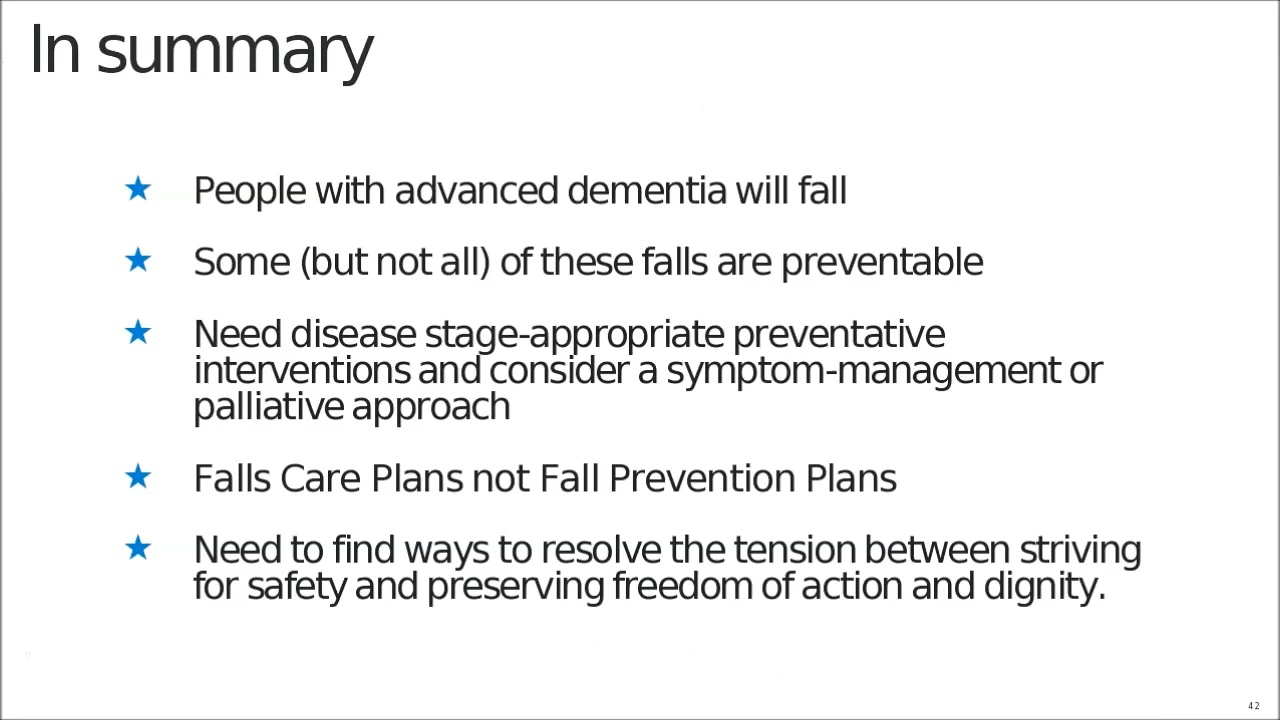 In summary
★ People with advanced dementia will fall
★ Some (but not all) of these falls are preventable
★ Need disease stage-appropriate preventative
interventions and consider a symptom-management or
palliative approach
★ Falls Care Plans not Fall Prevention Plans
★ Need to find ways to resolve the tension between striving
for safety and preserving freedom of action and dignity.
42